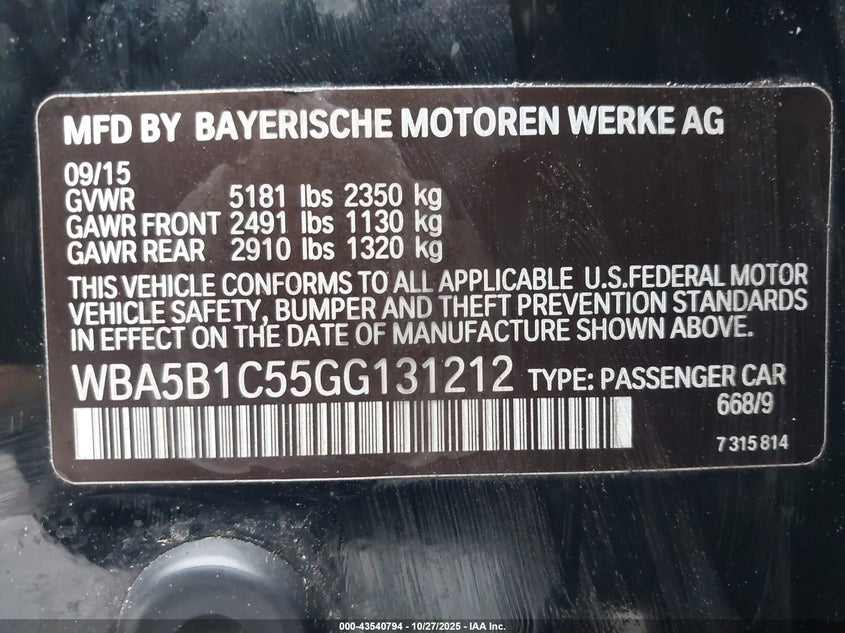 MFD BY BAYERISCHE MOTOREN WERKE AG
09/15
GVWR 5181 lbs 2350 kg
GAWR FRONT 2491 lbs 1130 kg
GAWR REAR 2910 lbs 1320 kg
THIS VEHICLE CONFORMS TO ALL APPLICABLE U.S.FEDERAL MOTOR
VEHICLE SAFETY, BUMPER AND THEFT PREVENTION STANDARDS
IN EFFECT ON THE DATE OF MANUFACTURE SHOWN ABOVE.
WBA5B1C55GG131212 TYPE: PASSENGER CAR
668/9
7315814
000-43540794 - 10/27/2025 - IAA Inc.